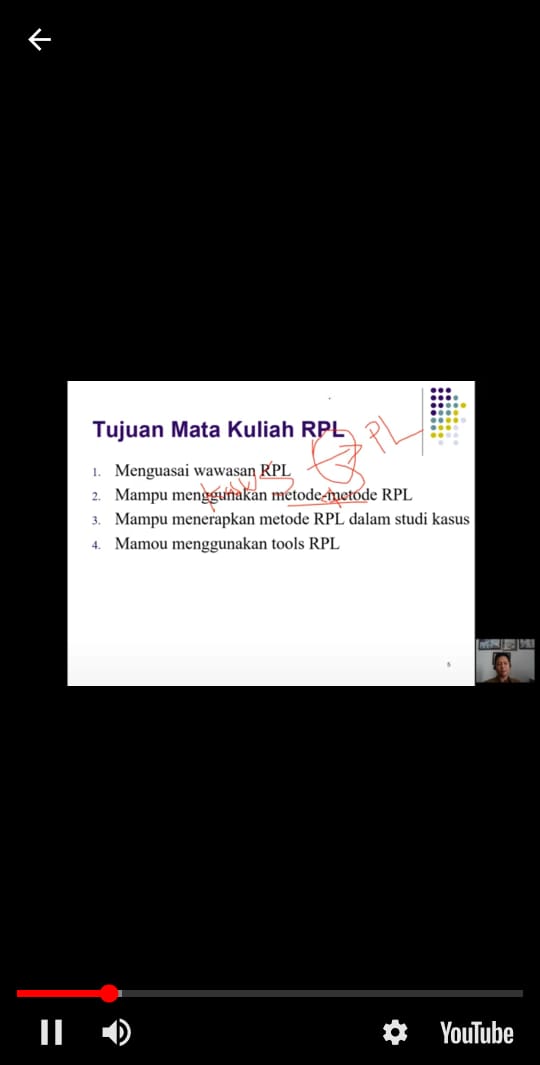 Tujuan Mata Kuliah RPL
1. Menguasai wawasan RPL
2. Mampu menggunakan metode-metode RPL
3. Mampu menerapkan metode RPL dalam studi kasus
4. Mamou menggunakan tools RPL
PL
5
YouTube